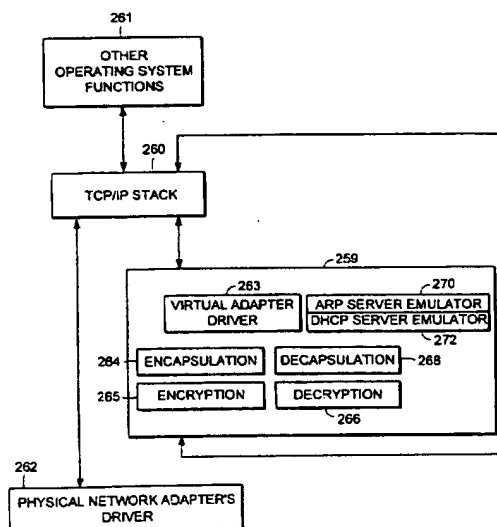 261
OTHER
OPERATING SYSTEM
FUNCTIONS
260
TCP/IP STACK
259
263
VIRTUAL ADAPTER
DRIVER
270
ARP SERVER EMULATOR
DHCP SERVER EMULATOR
272
264
ENCAPSULATION
DECAPSULATION
268
265
ENCRYPTION
DECRYPTION
266
262
PHYSICAL NETWORK ADAPTER'S
DRIVER